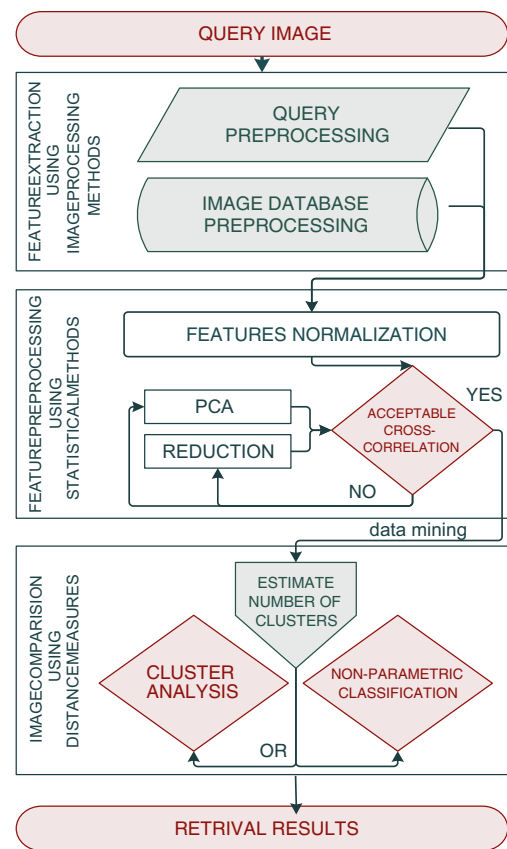 QUERY IMAGE
FEATUREEXTRACTION
USING
IMAGEPROCESSING
METHODS
QUERY
PREPROCESSING
IMAGE DATABASE
PREPROCESSING
FEATUREPREPROCESSING
USING
STATISTICALMETHODS
FEATURES NORMALIZATION
PCA
REDUCTION
ACCEPTABLE
CROSS-
CORRELATION
YES
NO
data mining
IMAGECOMPARISION
USING
DISTANCEMEASURES
ESTIMATE
NUMBER OF
CLUSTERS
CLUSTER
ANALYSIS
NON-PARAMETRIC
CLASSIFICATION
OR
RETRIVAL RESULTS